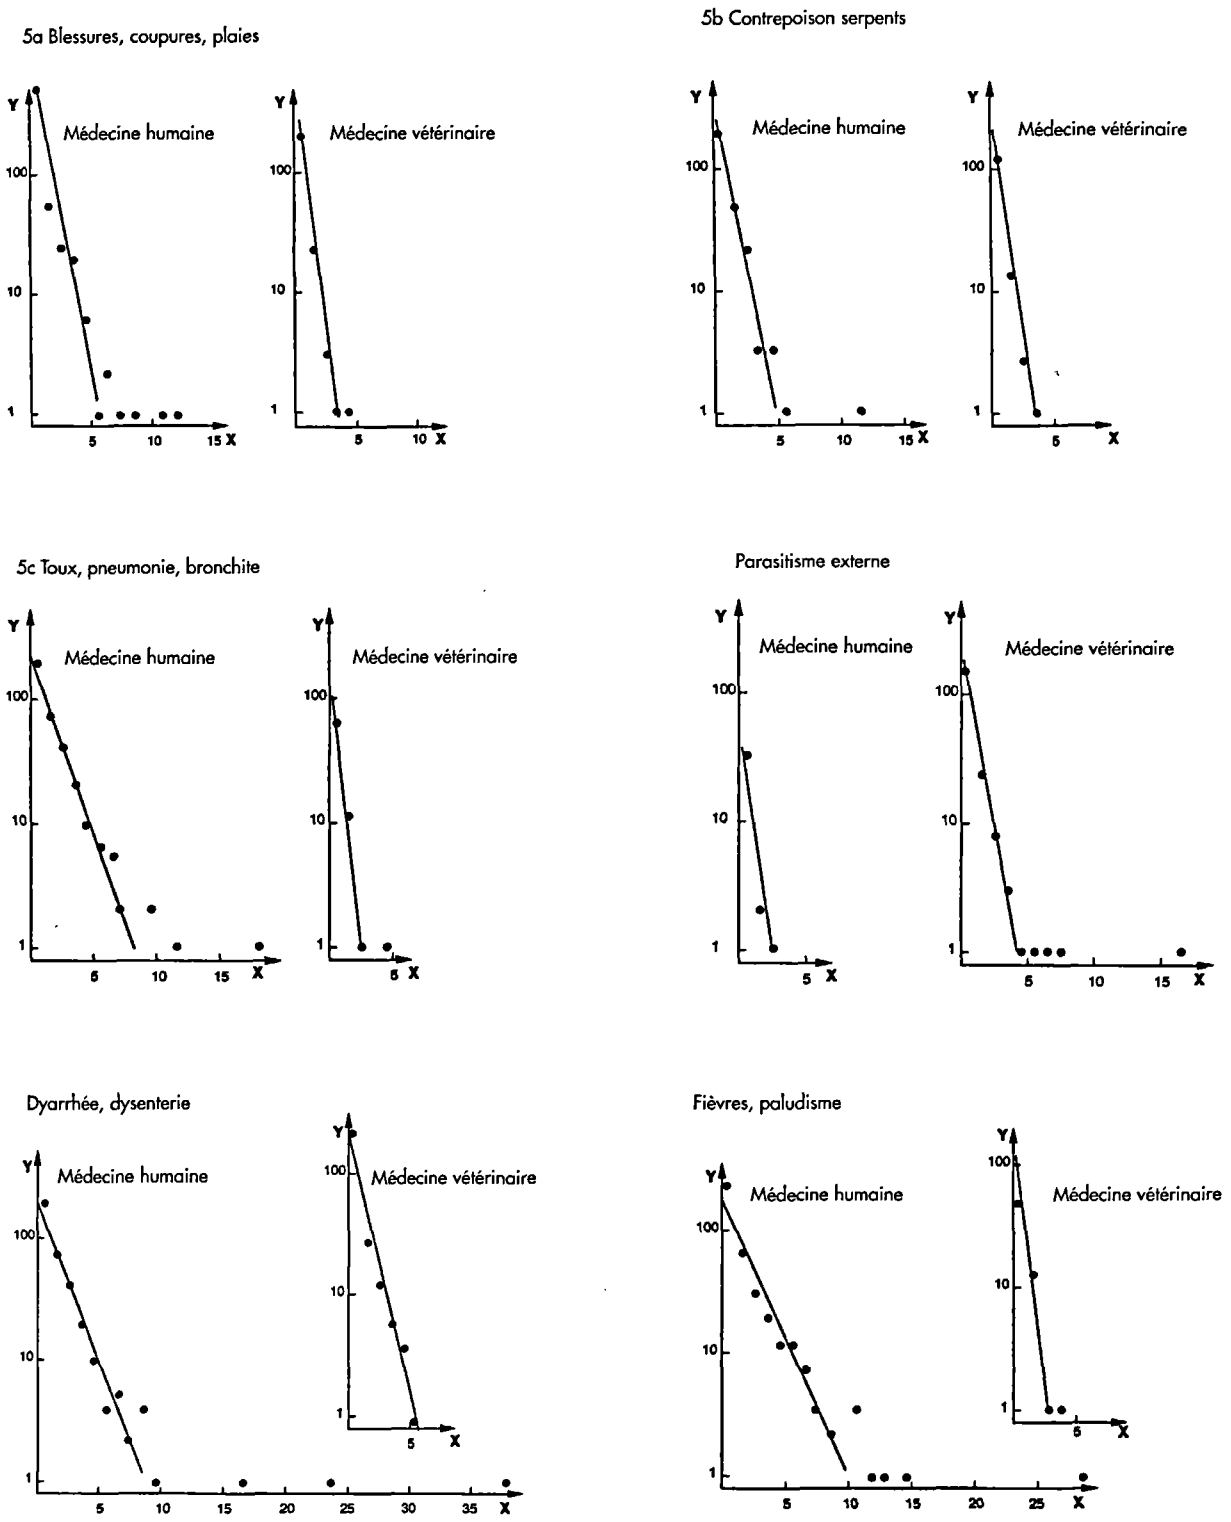 5a Blessures, coupures, plaies
Y
Médecine humaine
100
10
1
5
10
15
X
Y
Médecine vétérinaire
100
10
1
5
10
X
5b Contrepoison serpents
Y
Médecine humaine
100
10
1
5
10
15
X
Y
Médecine vétérinaire
100
10
1
5
X
5c Toux, pneumonie, bronchite
Y
Médecine humaine
100
10
1
5
10
15
X
Y
Médecine vétérinaire
100
10
1
5
X
Parasitisme externe
Y
Médecine humaine
100
10
1
5
X
Y
Médecine vétérinaire
100
10
1
5
10
15
X
Dyarrhée, dysenterie
Y
Médecine humaine
100
10
1
5
10
15
20
25
30
35
X
Y
Médecine vétérinaire
100
10
1
5
X
Fièvres, paludisme
Y
Médecine humaine
100
10
1
5
10
15
20
25
X
Y
Médecine vétérinaire
100
10
1
5
X